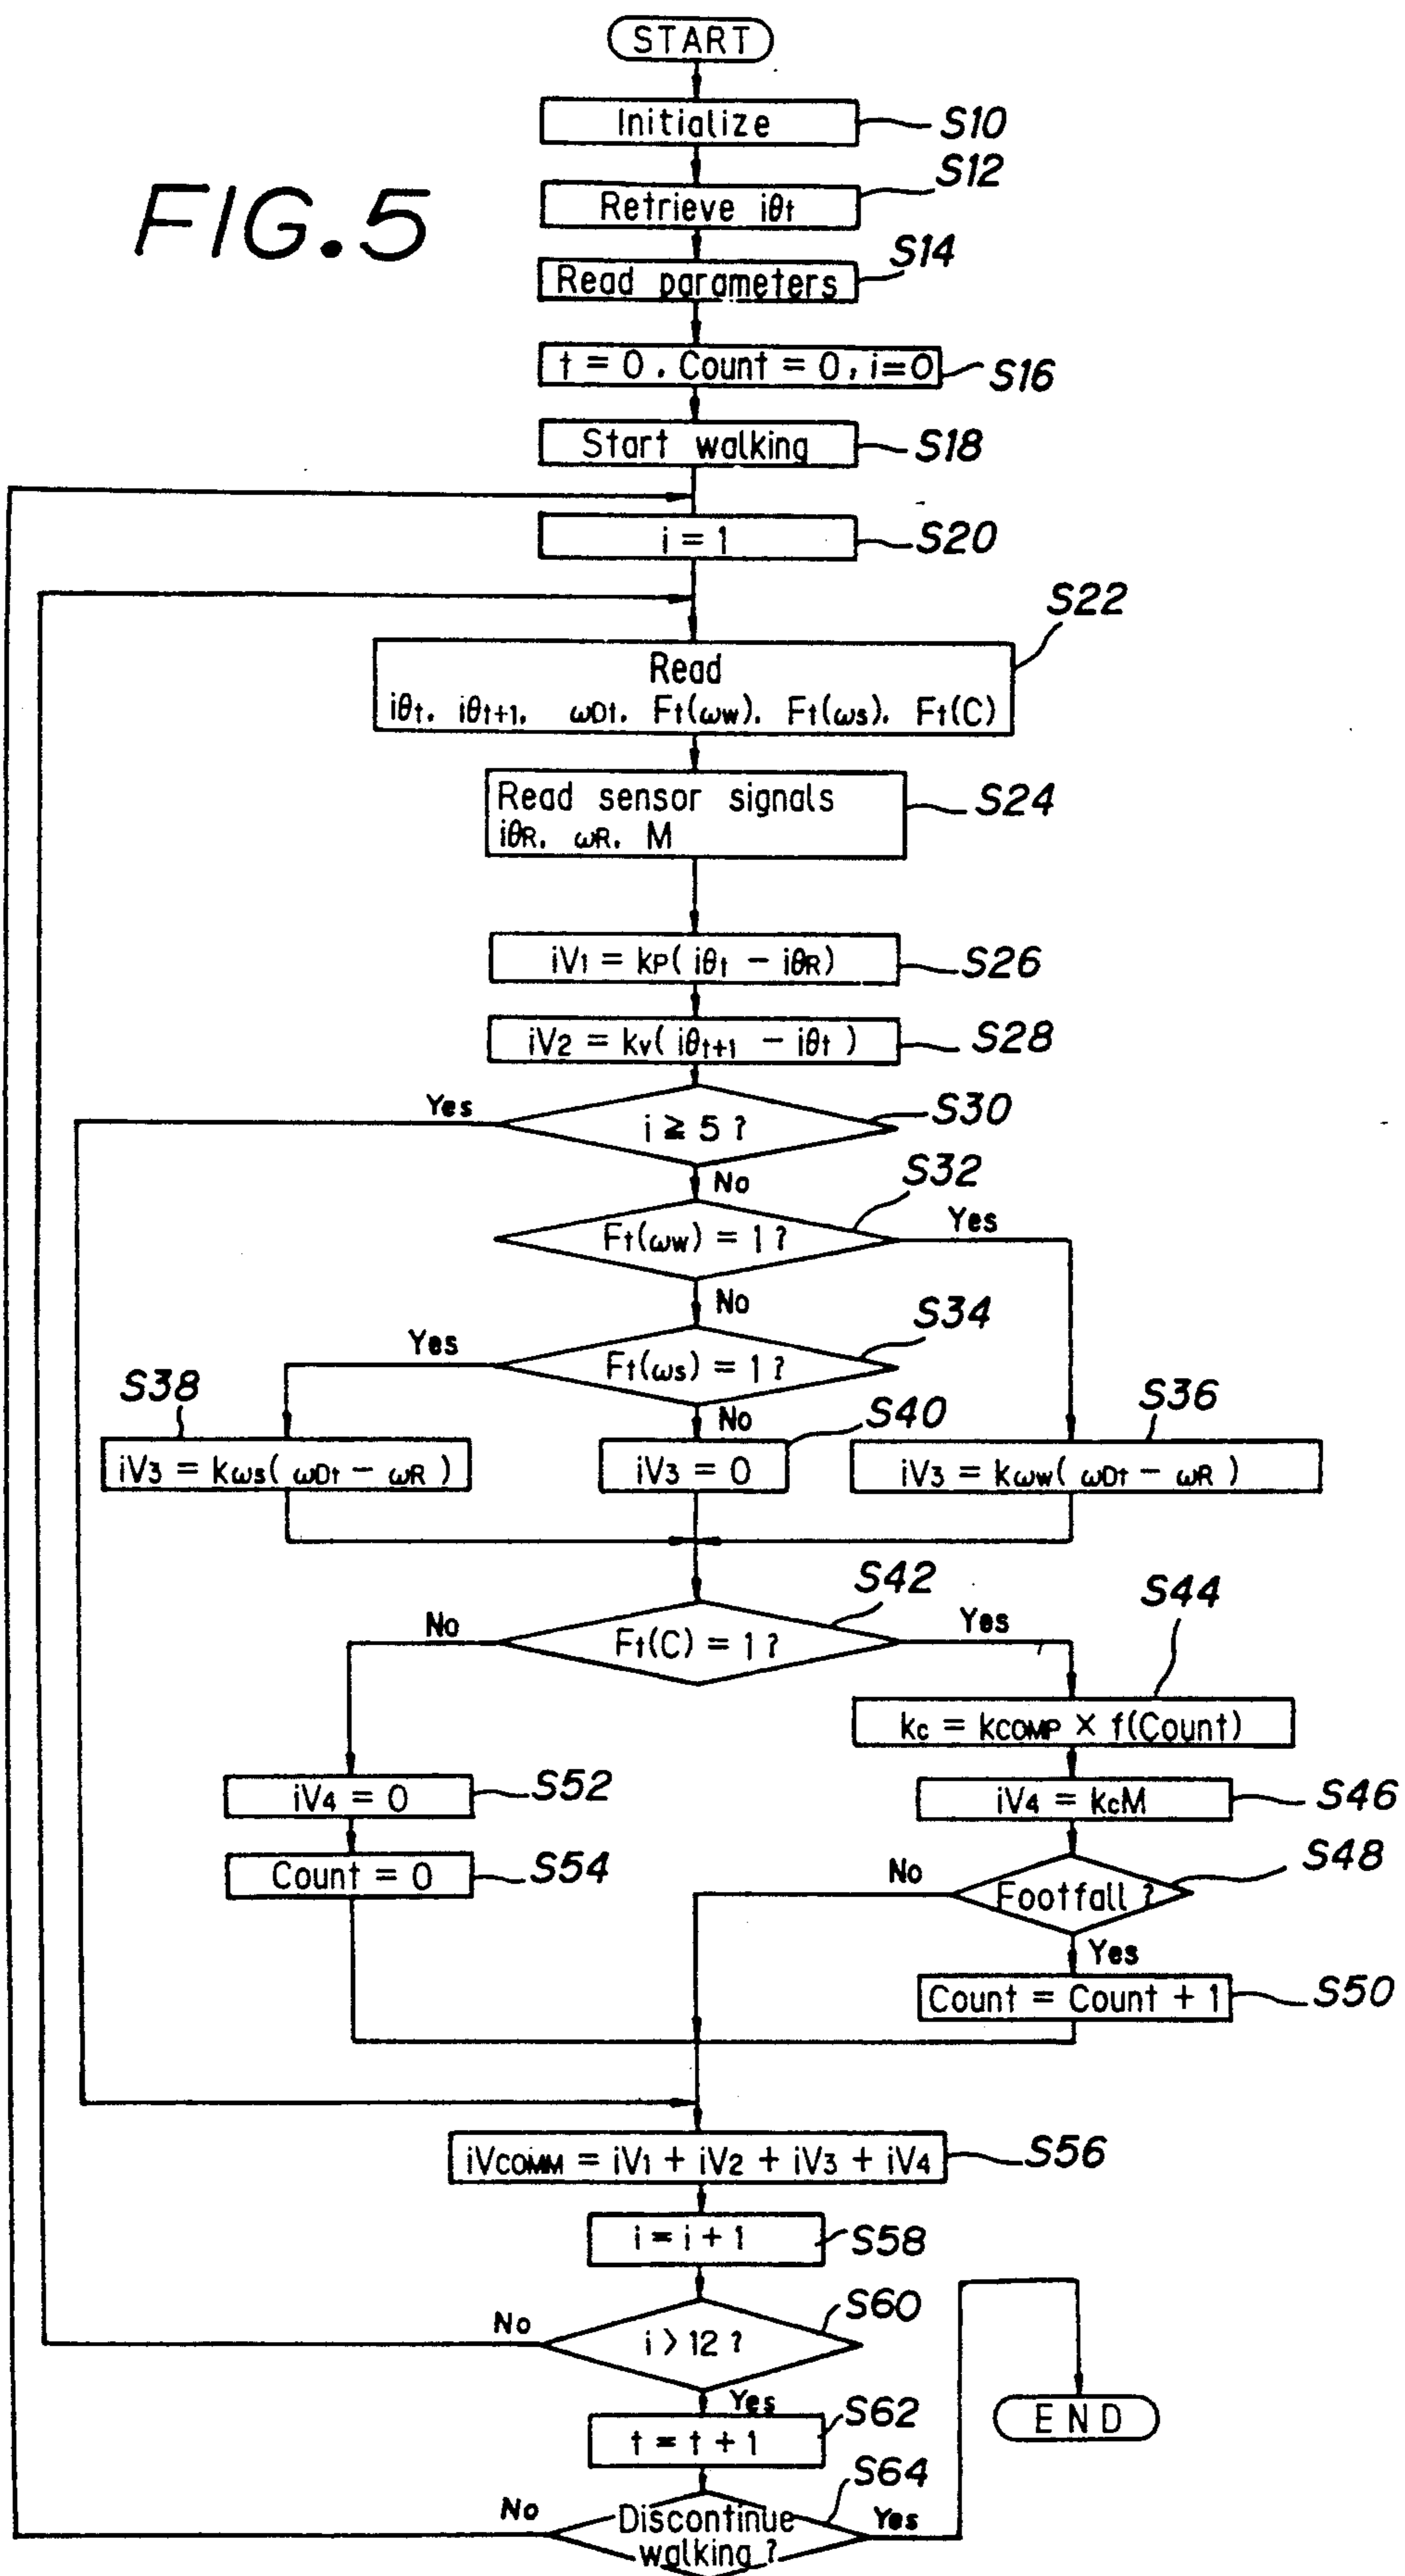 START
Initialize
S10
S12
FIG.5
Retrieve iθt
S14
Read parameters
t = 0 . Count = 0, i=0
S16
Start walking
S18
i = 1
S20
S22
Read
iθt. iθt+1. ωDt. Ft(ωw). Ft(ωs). Ft(C)
Read sensor signals
S24
iθR. ωR. M
iV1 = kP( iθt - iθR)
S26
iV2 = kv( iθt+1 - iθt )
S28
Yes
S30
i ≧ 5 ?
No
S32
Ft(ωw) = 1 ?
Yes
No
S34
Yes
Ft(ωs) = 1 ?
S38
No
S40
S36
iV3 = kωs( ωDt - ωR )
iV3 = 0
iV3 = kωw( ωDt - ωR )
S42
S44
No
Ft(C) = 1 ?
Yes
kc = kCOMP × f(Count)
iV4 = 0
S52
iV4 = kcM
S46
Count = 0
S54
No
S48
Footfall ?
Yes
Count = Count + 1
S50
iVCOMM = iV1 + iV2 + iV3 + iV4
S56
i = i + 1
S58
S60
No
i > 12 ?
Yes
S62
t = t + 1
END
S64
No
Discontinue
Yes
walking ?